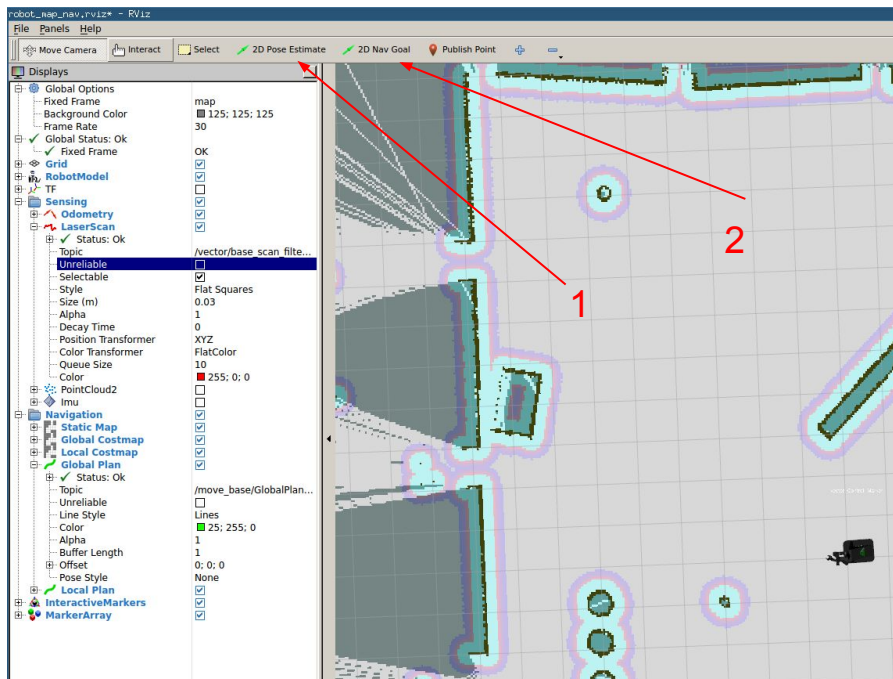 robot_map_nav.rviz* - RViz
File Panels Help
Move Camera Interact Select 2D Pose Estimate 2D Nav Goal Publish Point
Displays
Global Options
Fixed Frame map
Background Color 125; 125; 125
Frame Rate 30
Global Status: Ok
Fixed Frame OK
Grid
RobotModel
TF
Sensing
Odometry
LaserScan
Status: Ok
Topic /vector/base_scan_filte...
Unreliable
Selectable
Style Flat Squares
Size (m) 0.03
Alpha 1
Decay Time 0
Position Transformer XYZ
Color Transformer FlatColor
Queue Size 10
Color 255; 0; 0
PointCloud2
Imu
Navigation
Static Map
Global Costmap
Local Costmap
Global Plan
Status: Ok
Topic /move_base/GlobalPlan...
Unreliable
Line Style Lines
Color 25; 255; 0
Alpha 1
Buffer Length 1
Offset 0; 0; 0
Pose Style None
Local Plan
InteractiveMarkers
MarkerArray
2
1